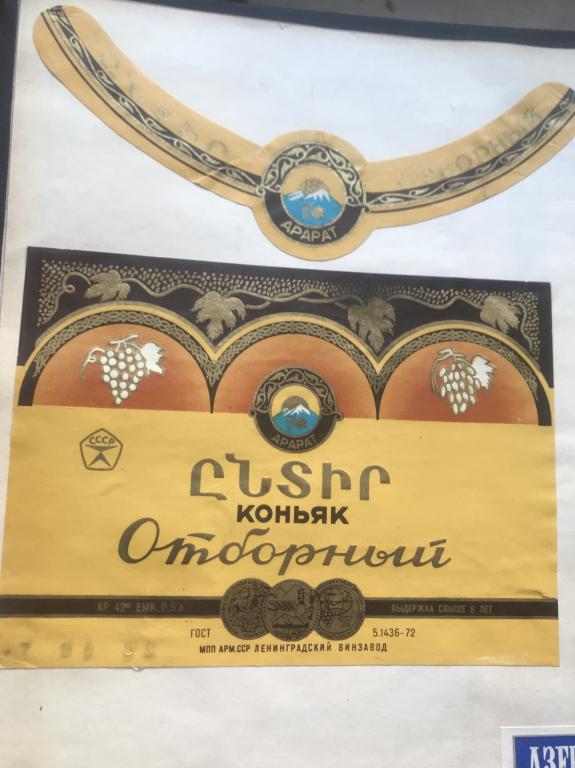 АРАРАТ
АРАРАТ
СССР
ԸՆՏԻՐ
КОНЬЯК
Отборный
КР 42° ЕМК. 0,5 л
ВЫДЕРЖКА СВЫШЕ 6 ЛЕТ
ГОСТ 5.1436-72
МПП АРМ.ССР ЛЕНИНГРАДСКИЙ ВИНЗАВОД
АЗЕ